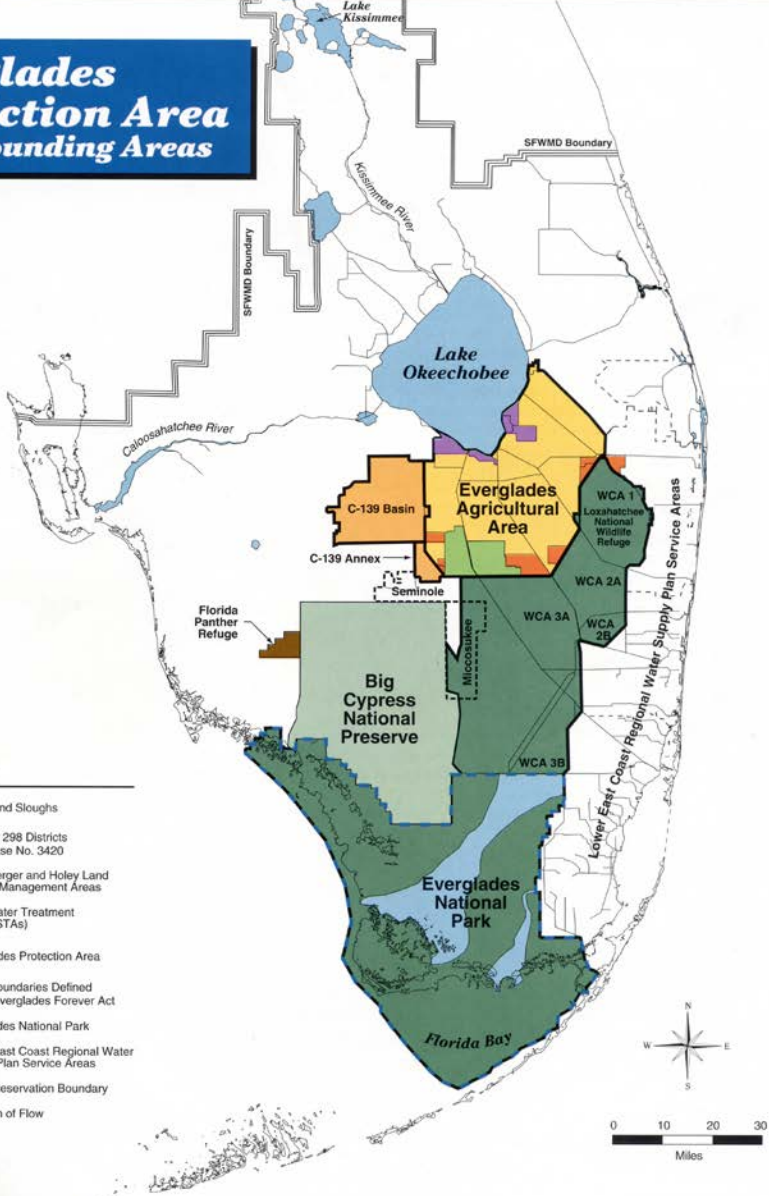 lades
ction Area
ounding Areas
Lake
Kissimmee
SFWMD Boundary
Kissimmee River
SFWMD Boundary
Lake
Okeechobee
Caloosahatchee River
C-139 Basin
Everglades
Agricultural
Area
WCA 1
Loxahatchee
National
Wildlife
Refuge
C-139 Annex
Seminole
WCA 2A
Florida
Panther
Refuge
WCA 3A
WCA
2B
Miccosukee
Big
Cypress
National
Preserve
WCA 3B
Lower East Coast Regional Water Supply Plan Service Areas
Everglades
National
Park
Florida Bay
nd Sloughs
298 Districts
se No. 3420
erger and Holey Land
Management Areas
ater Treatment
STAs)
des Protection Area
oundaries Defined
verglades Forever Act
des National Park
ast Coast Regional Water
Plan Service Areas
eservation Boundary
n of Flow
N
W
E
S
0 10 20 30
Miles